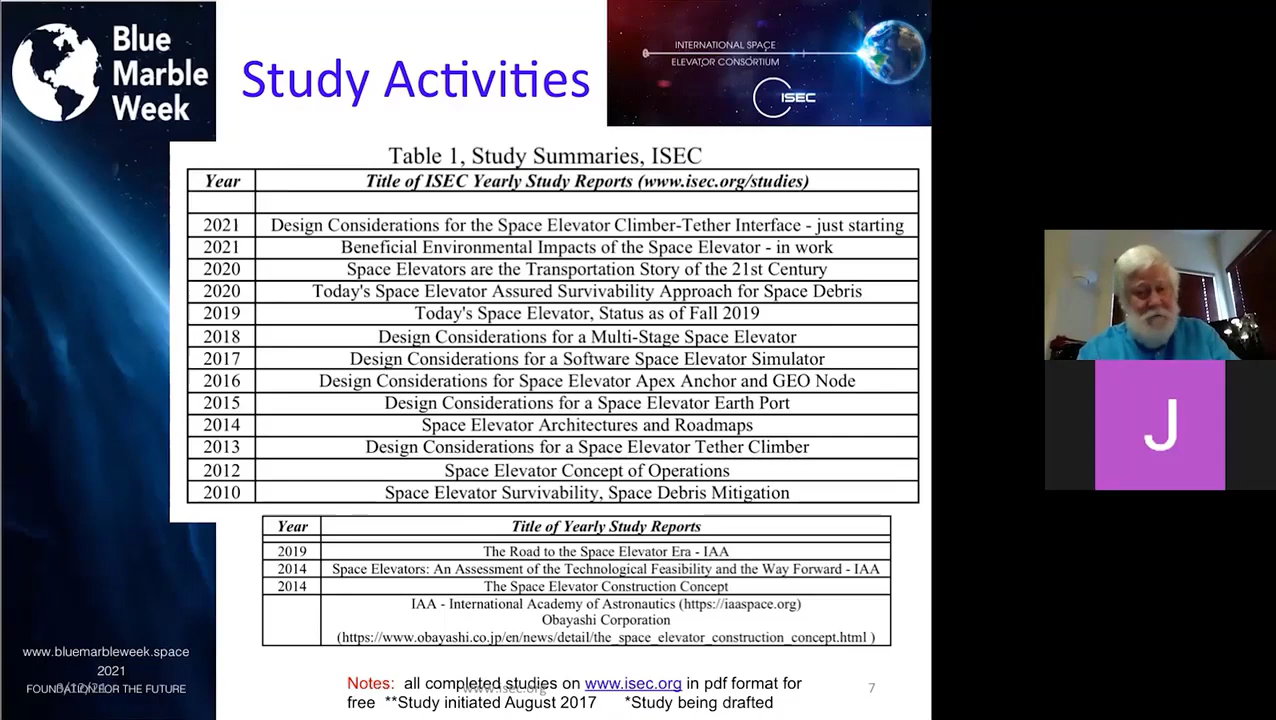 Blue
Marble
Week
Study Activities
INTERNATIONAL SPACE
ELEVATOR CONSORTIUM
ISEC
Table 1, Study Summaries, ISEC
Year Title of ISEC Yearly Study Reports (www.isec.org/studies)
2021 Design Considerations for the Space Elevator Climber-Tether Interface - just starting
2021 Beneficial Environmental Impacts of the Space Elevator - in work
2020 Space Elevators are the Transportation Story of the 21st Century
2020 Today's Space Elevator Assured Survivability Approach for Space Debris
2019 Today's Space Elevator, Status as of Fall 2019
2018 Design Considerations for a Multi-Stage Space Elevator
2017 Design Considerations for a Software Space Elevator Simulator
2016 Design Considerations for Space Elevator Apex Anchor and GEO Node
2015 Design Considerations for a Space Elevator Earth Port
2014 Space Elevator Architectures and Roadmaps
2013 Design Considerations for a Space Elevator Tether Climber
2012 Space Elevator Concept of Operations
2010 Space Elevator Survivability, Space Debris Mitigation
Year Title of Yearly Study Reports
2019 The Road to the Space Elevator Era - IAA
2014 Space Elevators: An Assessment of the Technological Feasibility and the Way Forward - IAA
2014 The Space Elevator Construction Concept
IAA - International Academy of Astronautics (https://iaaspace.org)
Obayashi Corporation
(https://www.obayashi.co.jp/en/news/detail/the_space_elevator_construction_concept.html )
www.bluemarbleweek.space
2021
FOUNDATION FOR THE FUTURE
Notes: all completed studies on www.isec.org in pdf format for
free **Study initiated August 2017 *Study being drafted
www.isec.org
7
J